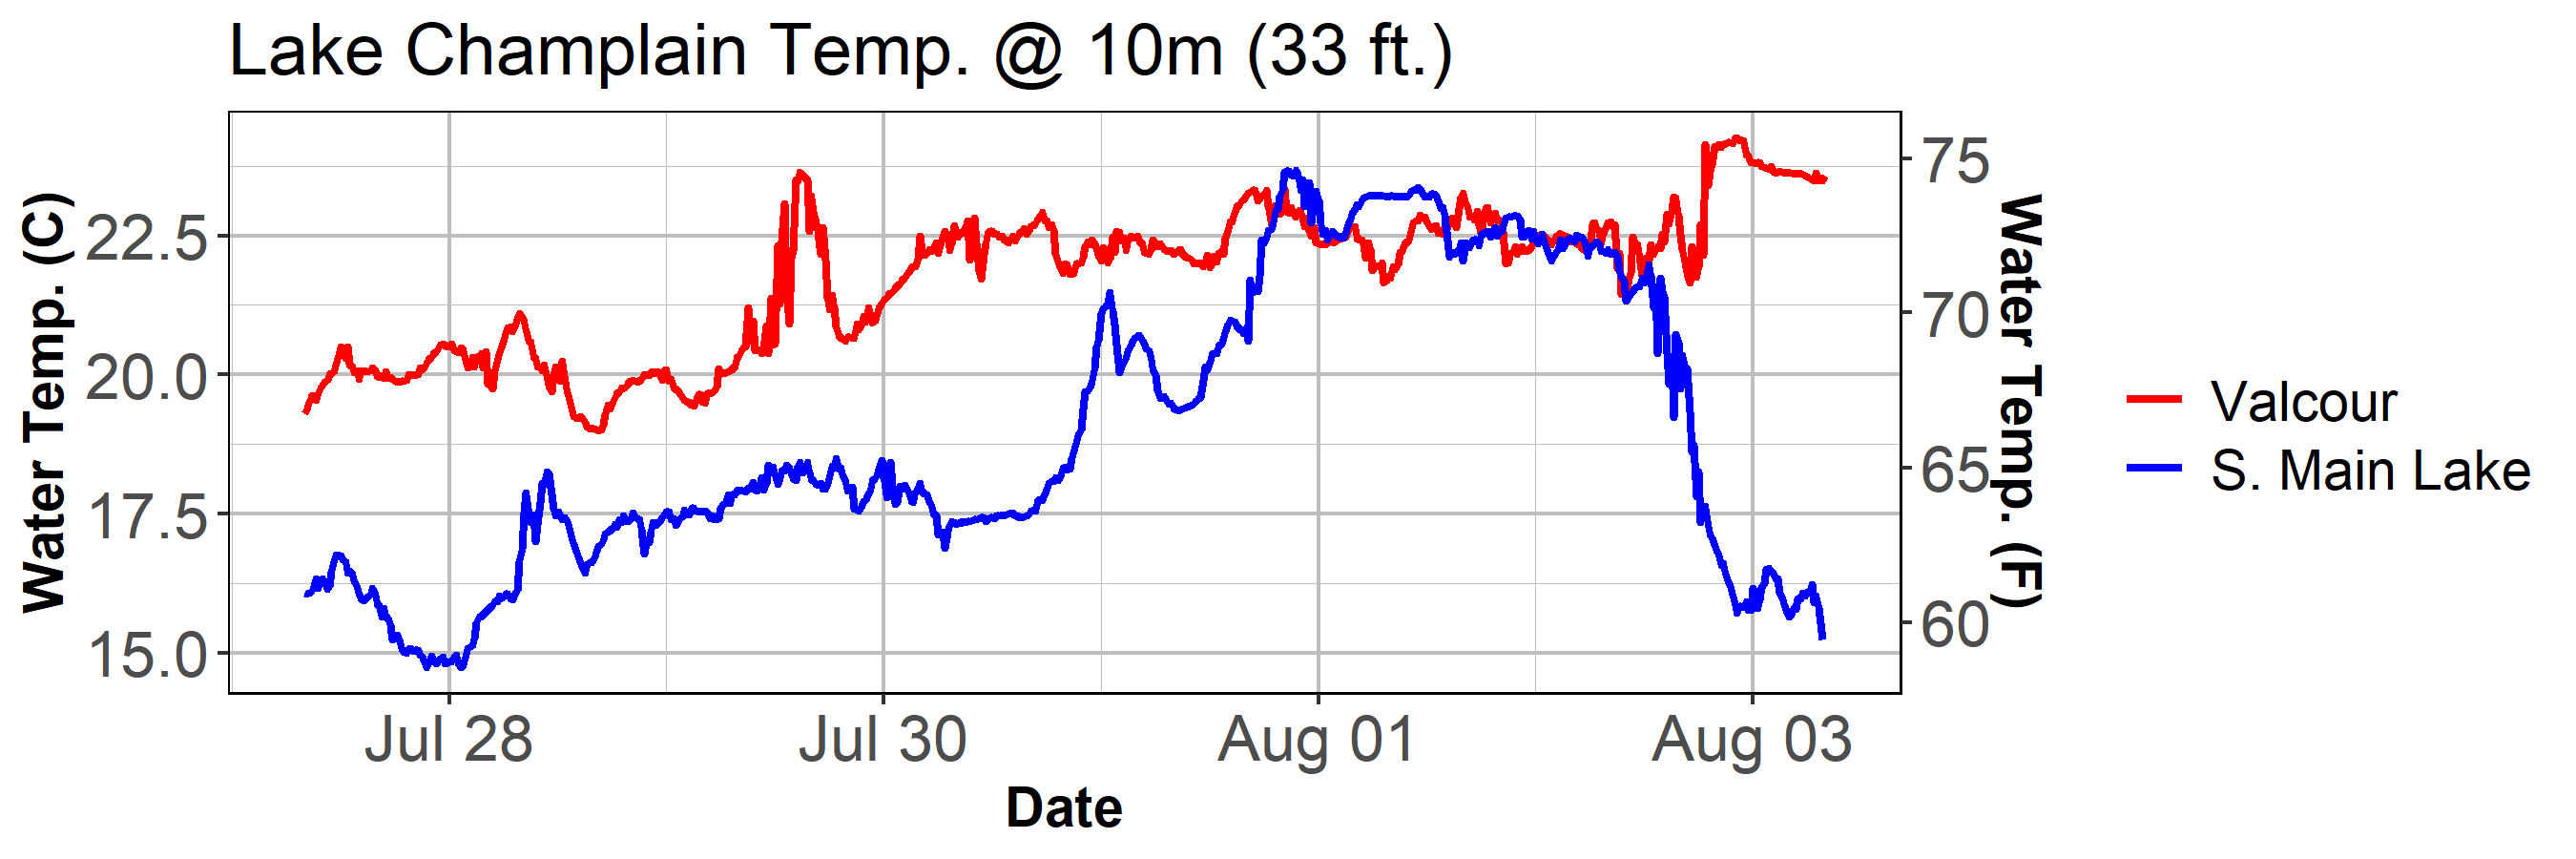 Lake Champlain Temp. @ 10m (33 ft.)
Water Temp. (C)
22.5
20.0
17.5
15.0
75
70
65
60
Water Temp. (F)
Jul 28
Jul 30
Aug 01
Aug 03
Date
Valcour
S. Main Lake